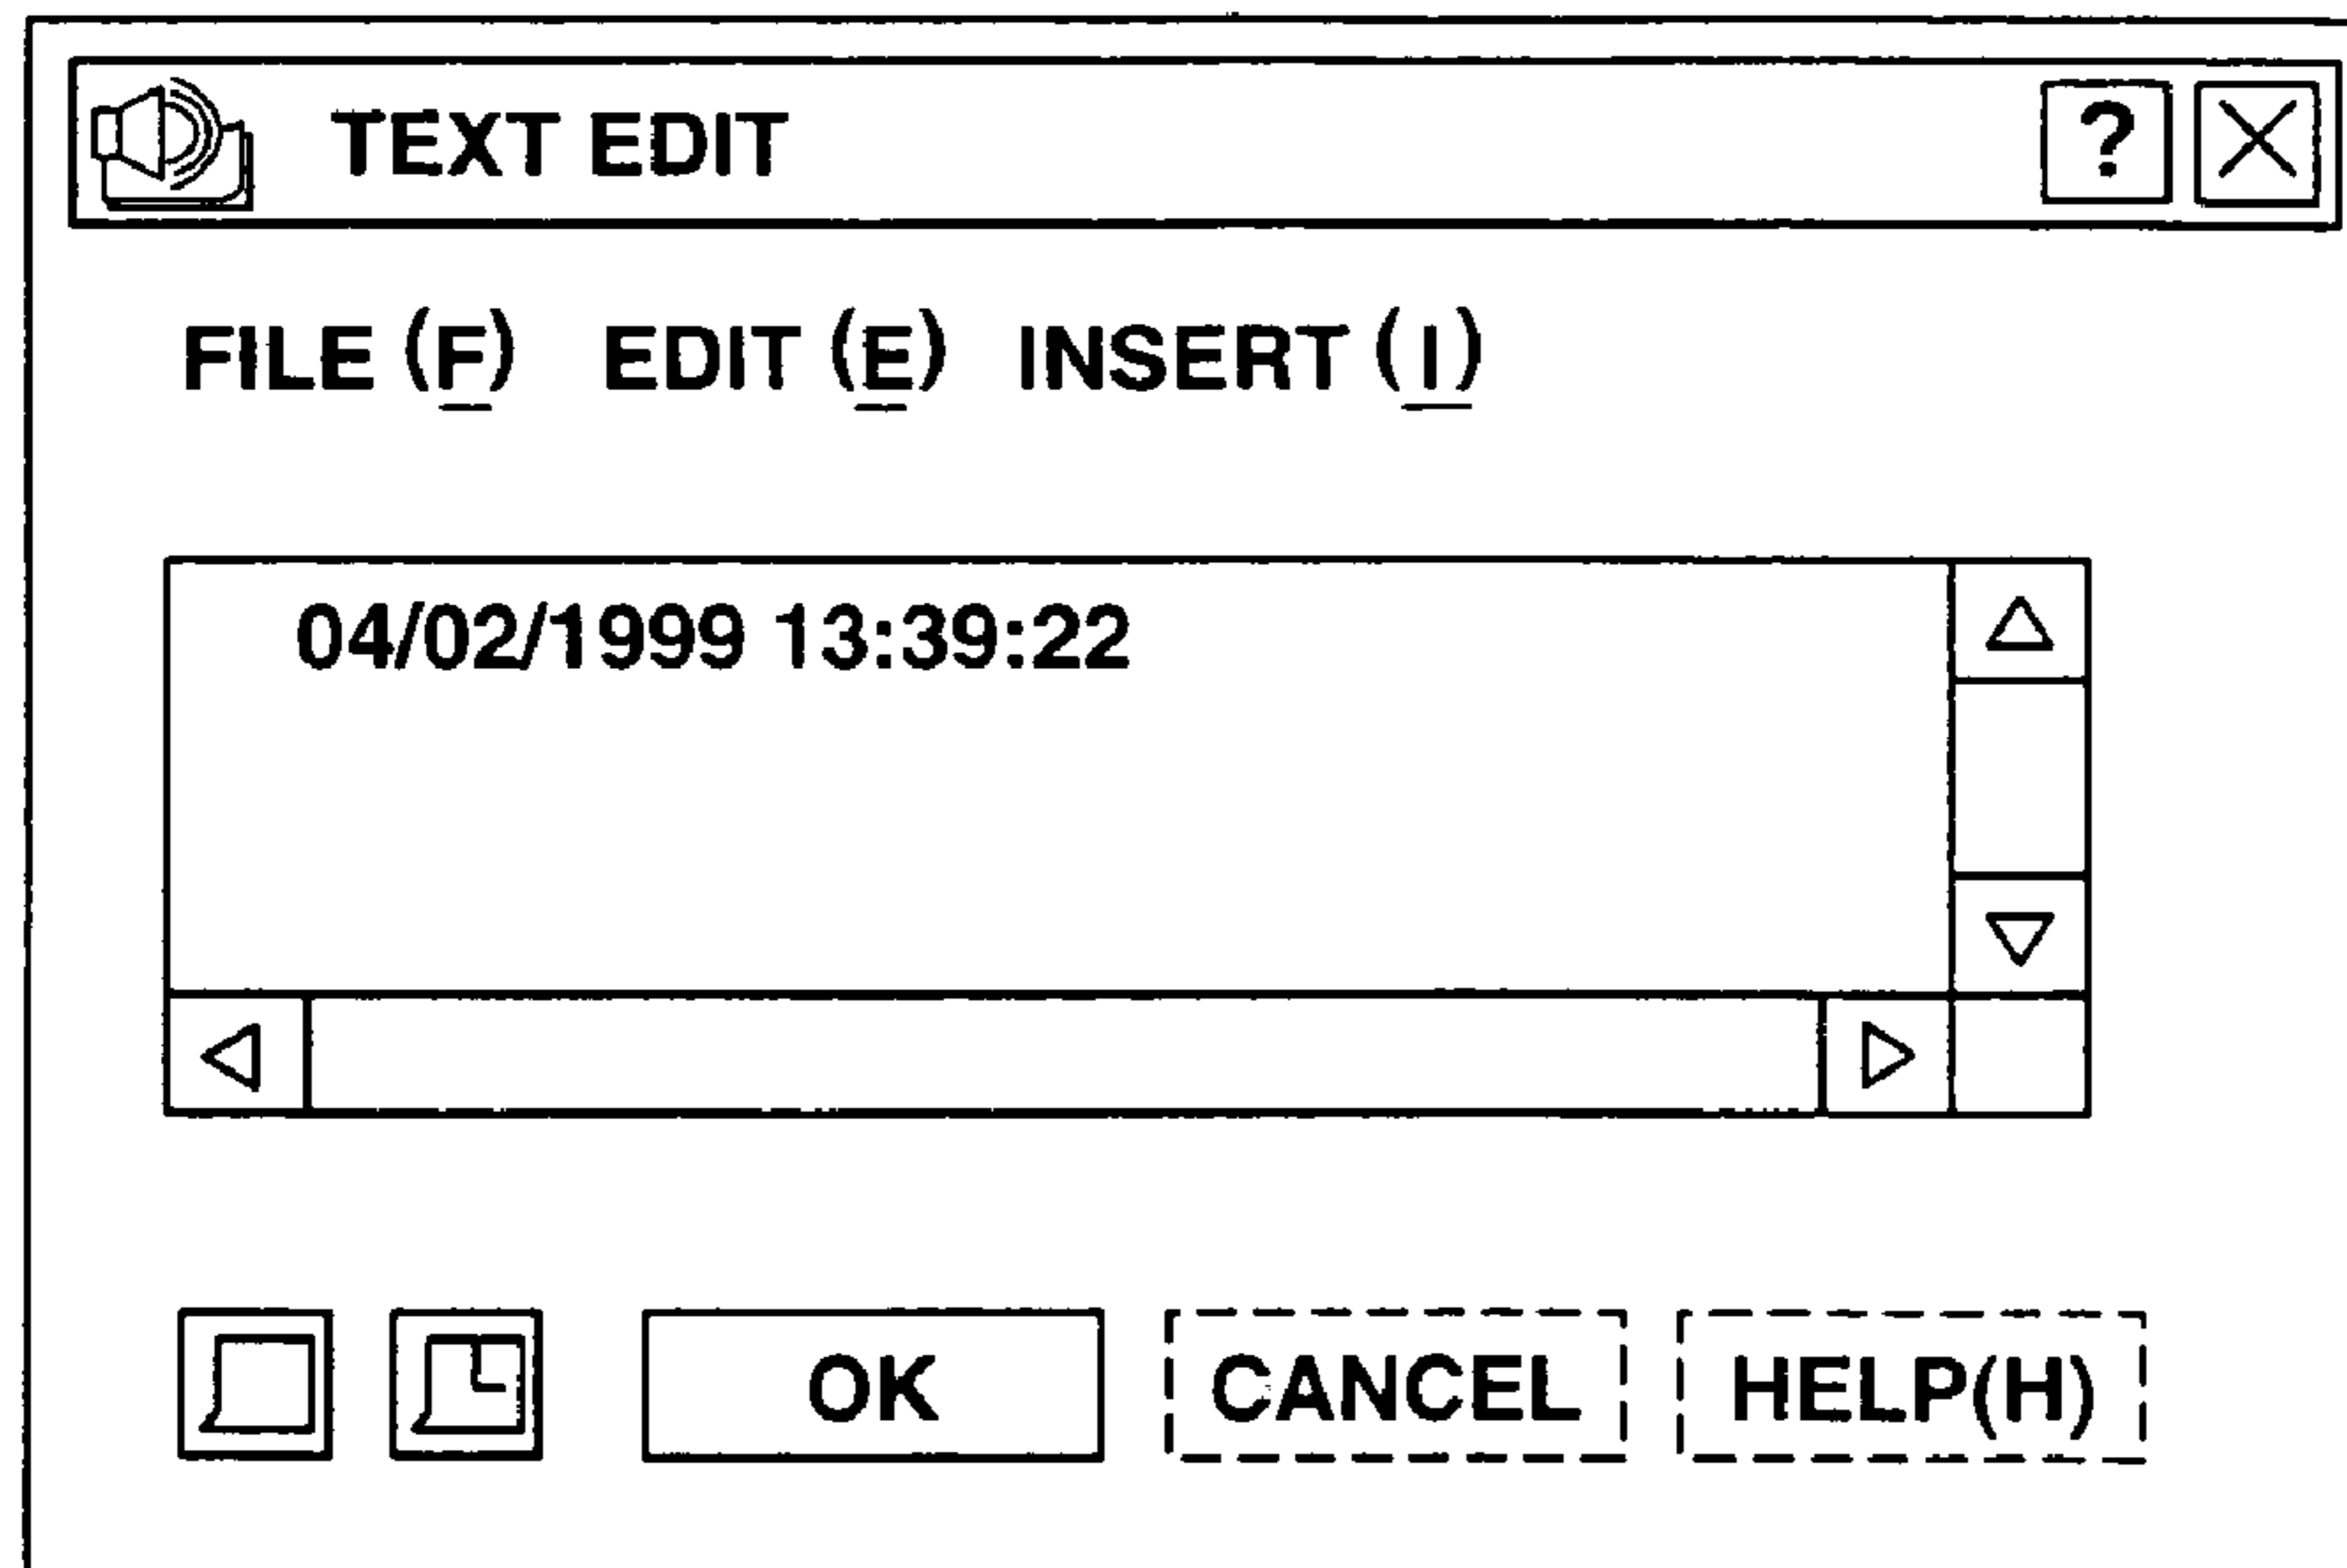 TEXT EDIT ?
FILE (F) EDIT (E) INSERT (I)
04/02/1999 13:39:22
OK CANCEL HELP(H)